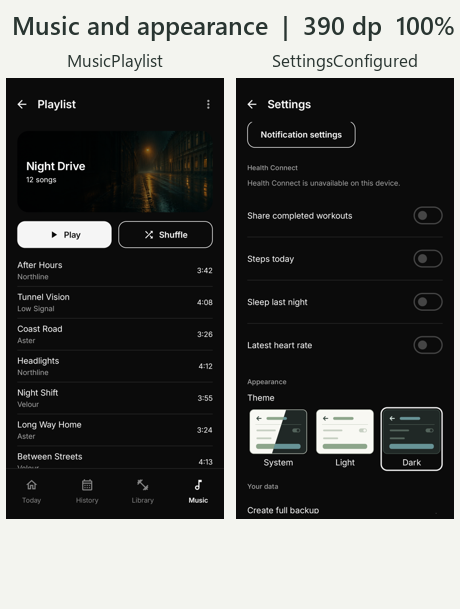 Music and appearance | 390 dp 100%
MusicPlaylist
SettingsConfigured
Playlist
Night Drive
12 songs
Play
Shuffle
After Hours
Northline
3:42
Tunnel Vision
Low Signal
4:08
Coast Road
Aster
3:26
Headlights
Northline
4:12
Night Shift
Velour
3:55
Long Way Home
Aster
3:24
Between Streets
Velour
4:13
Today
History
Library
Music
Settings
Notification settings
Health Connect
Health Connect is unavailable on this device.
Share completed workouts
Steps today
Sleep last night
Latest heart rate
Appearance
Theme
System
Light
Dark
Your data
Create full backup